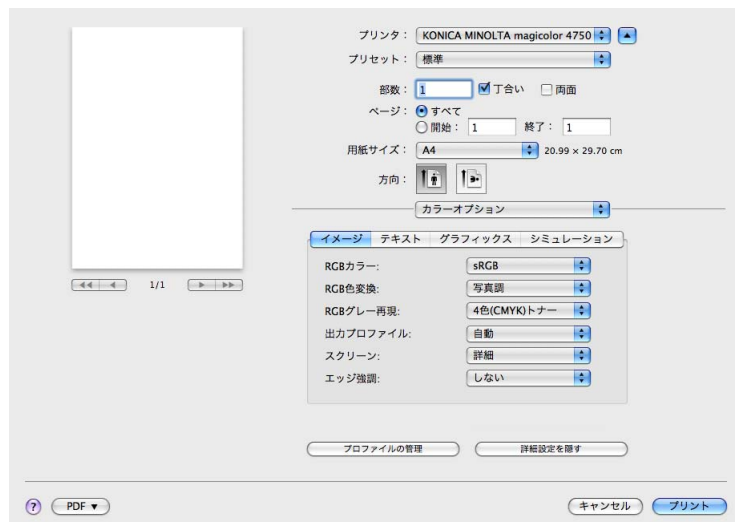 プリンタ： KONICA MINOLTA magicolor 4750
プリセット： 標準
部数： 1 丁合い 両面
ページ： すべて
開始： 1 終了： 1
用紙サイズ： A4 20.99 × 29.70 cm
方向：
カラーオプション
イメージ テキスト グラフィックス シミュレーション
RGBカラー: sRGB
RGB色変換: 写真調
RGBグレー再現: 4色(CMYK)トナー
出力プロファイル: 自動
スクリーン: 詳細
エッジ強調: しない
1/1
プロファイルの管理 詳細設定を隠す
? PDF ▼ キャンセル プリント